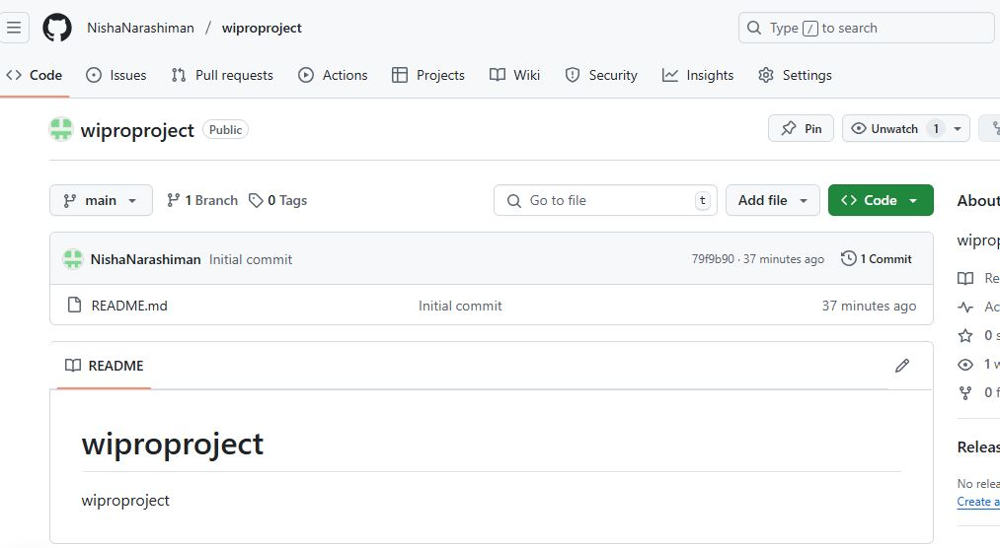 NishaNarashiman / wiproproject
Type / to search
Code Issues Pull requests Actions Projects Wiki Security Insights Settings
wiproproject Public
Pin Unwatch 1
main 1 Branch 0 Tags
Go to file t
Add file Code
NishaNarashiman Initial commit 79f9b90 · 37 minutes ago 1 Commit
README.md Initial commit 37 minutes ago
README
wiproproject
wiproproject
About
wiprop
Re
Ac
0 s
1 w
0 f
Releas
No relea
Create a